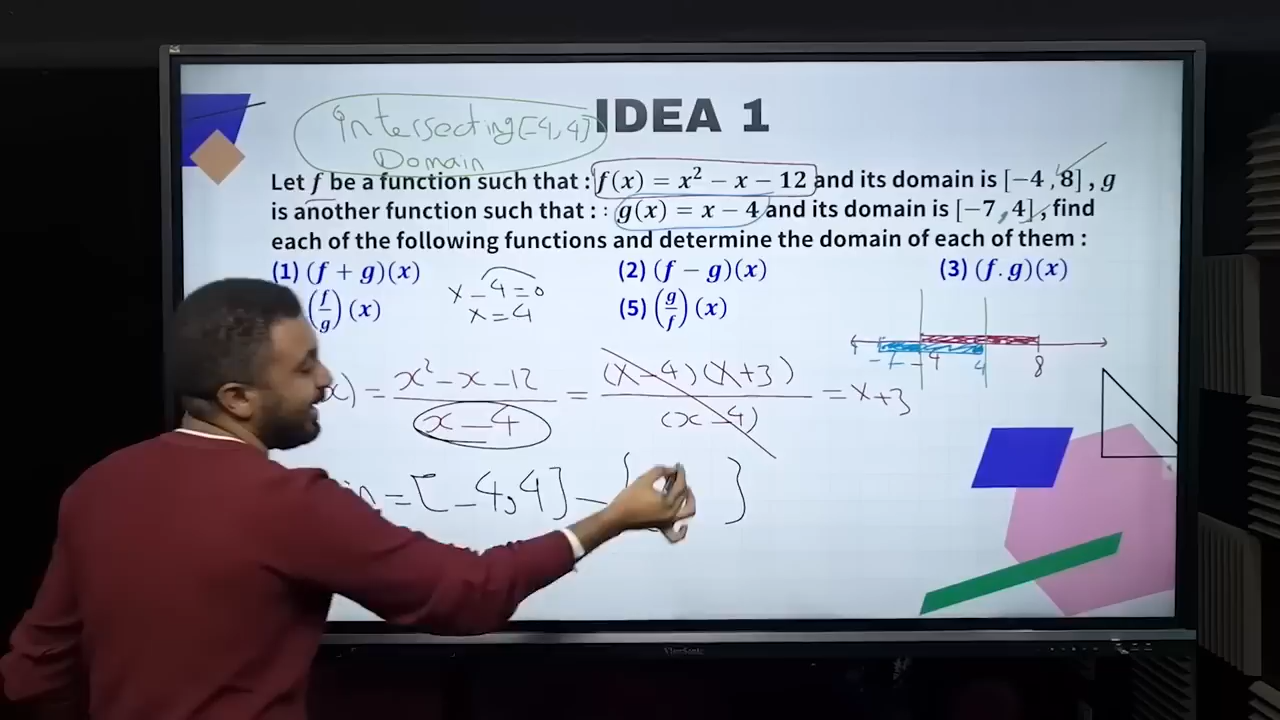 intersecting [-4,4]
Domain
IDEA 1
Let f be a function such that : f(x) = x² − x − 12 and its domain is [−4 , 8] , g
is another function such that : : g(x) = x − 4 and its domain is [−7 , 4] , find
each of the following functions and determine the domain of each of them :
(1) (f + g)(x) (2) (f − g)(x) (3) (f. g)(x)
(f/g)(x) (5) (g/f)(x)
x − 4 = 0
x = 4
-7 -4 4 8
x) = x² − x − 12 / x − 4 = (x − 4)(x + 3) / (x − 4) = x + 3
in = [−4, 4] − { }
ViewSonic